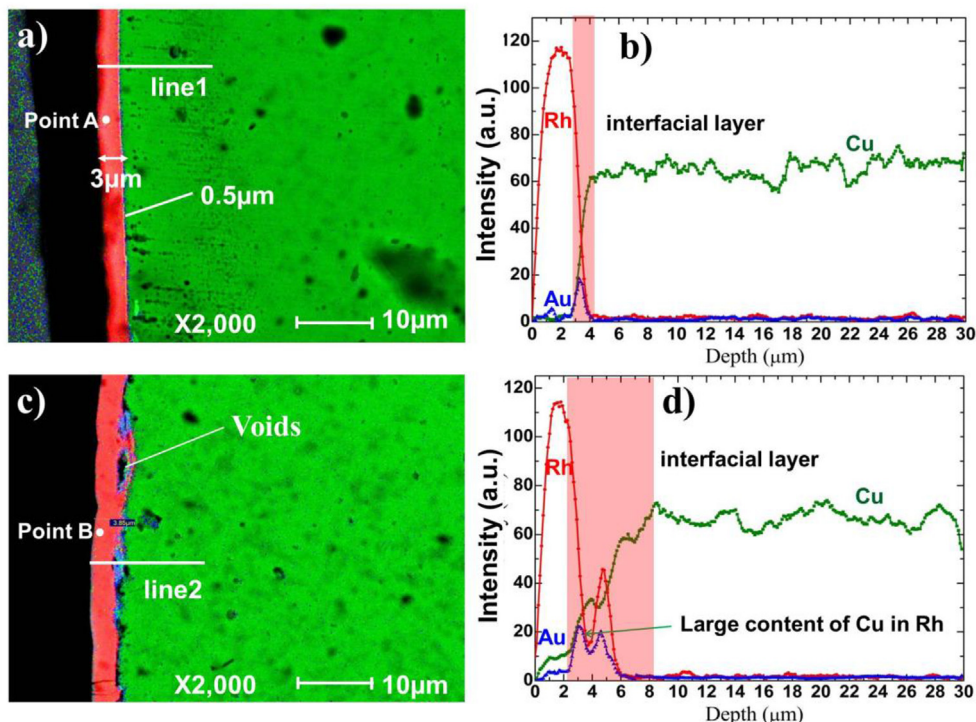 a)
line1
Point A
3μm
0.5μm
X2,000
10μm
b)
Intensity (a.u.)
120
100
80
60
40
20
0
Rh
interfacial layer
Cu
Au
0 2 4 6 8 10 12 14 16 18 20 22 24 26 28 30
Depth (μm)
c)
Voids
Point B
3.85μm
line2
X2,000
10μm
d)
Intensity (a.u.)
120
100
80
60
40
20
0
Rh
interfacial layer
Cu
Au
Large content of Cu in Rh
0 2 4 6 8 10 12 14 16 18 20 22 24 26 28 30
Depth (μm)